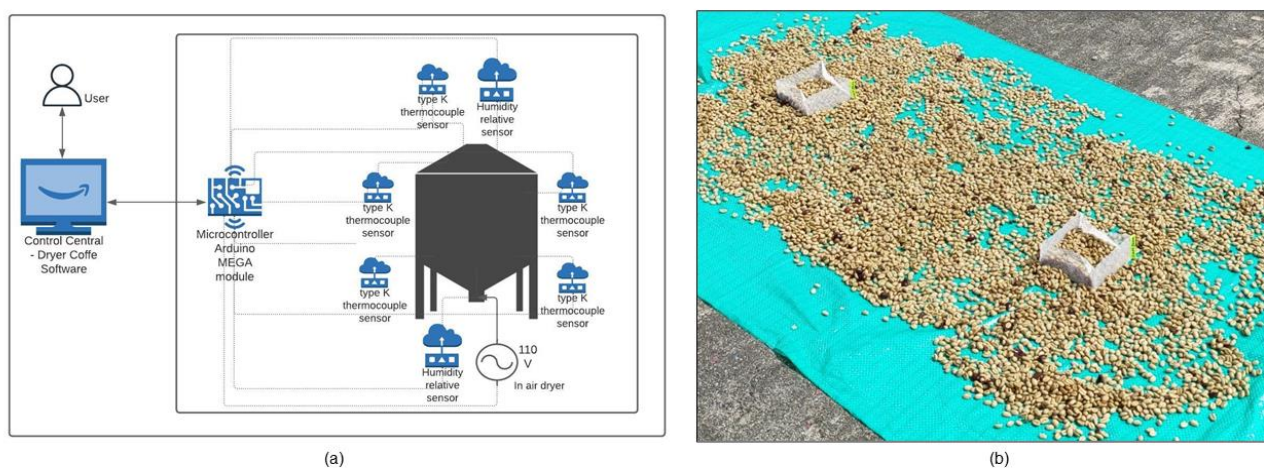 User
Control Central
- Dryer Coffe
Software
Microcontroller
Arduino
MEGA
module
type K
thermocouple
sensor
Humidity
relative
sensor
type K
thermocouple
sensor
type K
thermocouple
sensor
type K
thermocouple
sensor
type K
thermocouple
sensor
Humidity
relative
sensor
110
V
In air dryer
(a)
(b)